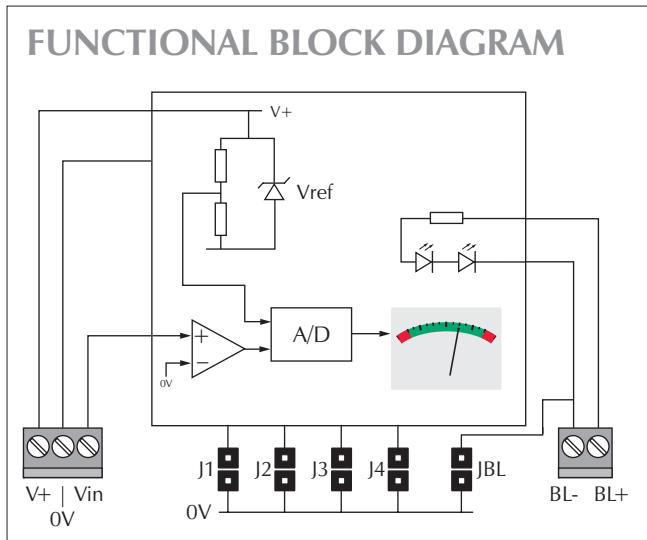 FUNCTIONAL BLOCK DIAGRAM
V+
Vref
A/D
+
−
0V
J1 J2 J3 J4 JBL
V+ | Vin
0V
0V
BL- BL+